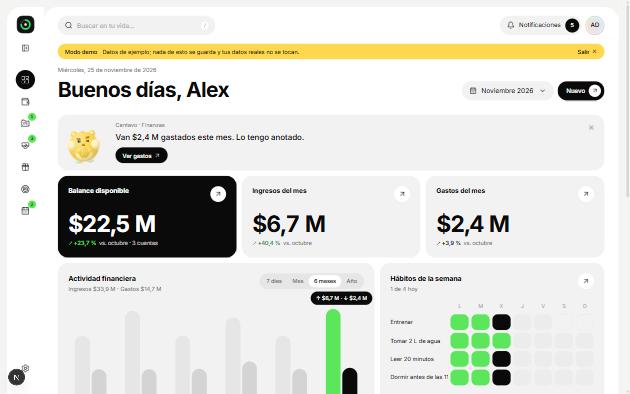 Buscar en tu vida...
/
Notificaciones
5
AD
Modo demo Datos de ejemplo; nada de esto se guarda y tus datos reales no se tocan.
Salir ×
Miércoles, 25 de noviembre de 2026
Buenos días, Alex
Noviembre 2026
Nuevo
Centavo · Finanzas
Van $2,4 M gastados este mes. Lo tengo anotado.
Ver gastos
Balance disponible
$22,5 M
+23,7 % vs. octubre · 3 cuentas
Ingresos del mes
$6,7 M
+40,4 % vs. octubre
Gastos del mes
$2,4 M
+3,9 % vs. octubre
Actividad financiera
Ingresos $33,9 M · Gastos $14,7 M
7 días Mes 6 meses Año
↑ $6,7 M · ↓ $2,4 M
Hábitos de la semana
1 de 4 hoy
L M X J V S D
Entrenar
Tomar 2 L de agua
Leer 20 minutos
Dormir antes de las 1
N